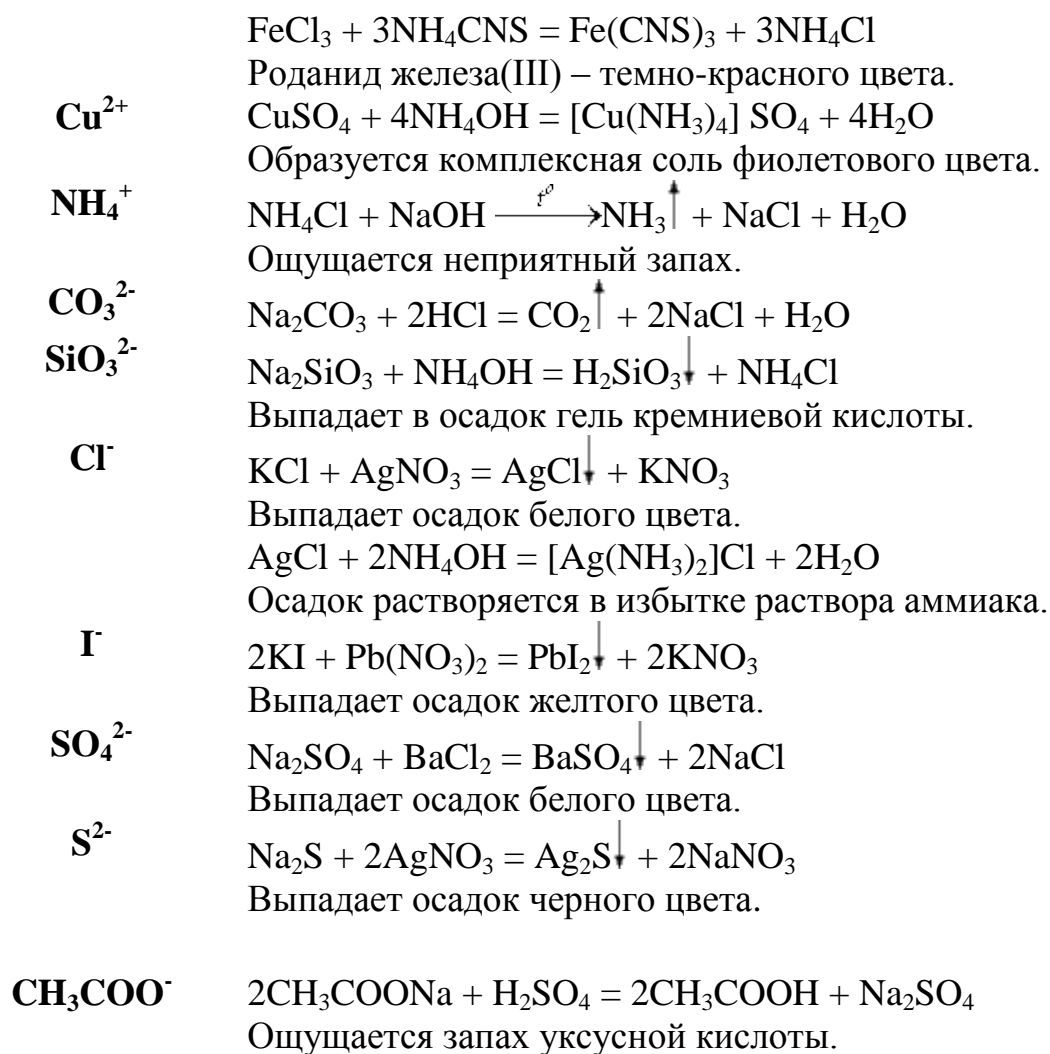 FeCl₃ + 3NH₄CNS = Fe(CNS)₃ + 3NH₄Cl
Роданид железа(III) – темно-красного цвета.
Cu²⁺ CuSO₄ + 4NH₄OH = [Cu(NH₃)₄] SO₄ + 4H₂O
Образуется комплексная соль фиолетового цвета.
NH₄⁺ NH₄Cl + NaOH —t⁰→ NH₃↑ + NaCl + H₂O
Ощущается неприятный запах.
CO₃²⁻ Na₂CO₃ + 2HCl = CO₂↑ + 2NaCl + H₂O
SiO₃²⁻ Na₂SiO₃ + NH₄OH = H₂SiO₃↓ + NH₄Cl
Выпадает в осадок гель кремниевой кислоты.
Cl⁻ KCl + AgNO₃ = AgCl↓ + KNO₃
Выпадает осадок белого цвета.
AgCl + 2NH₄OH = [Ag(NH₃)₂]Cl + 2H₂O
Осадок растворяется в избытке раствора аммиака.
I⁻ 2KI + Pb(NO₃)₂ = PbI₂↓ + 2KNO₃
Выпадает осадок желтого цвета.
SO₄²⁻ Na₂SO₄ + BaCl₂ = BaSO₄↓ + 2NaCl
Выпадает осадок белого цвета.
S²⁻ Na₂S + 2AgNO₃ = Ag₂S↓ + 2NaNO₃
Выпадает осадок черного цвета.
CH₃COO⁻ 2CH₃COONa + H₂SO₄ = 2CH₃COOH + Na₂SO₄
Ощущается запах уксусной кислоты.